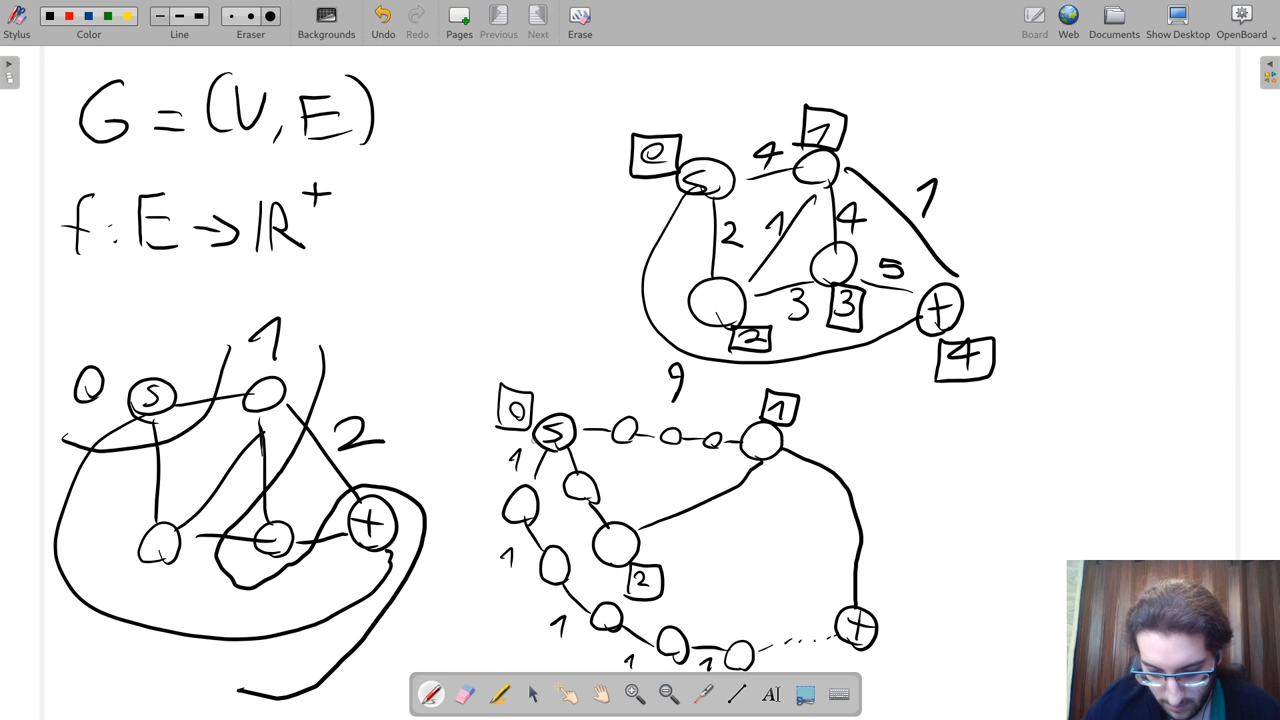 Stylus Color Line Eraser Backgrounds Undo Redo Pages Previous Next Erase Board Web Documents Show Desktop OpenBoard
G = (V, E)
f : E → ℝ⁺
0 S 4 1
2 1 4 1
3 5
2 3 t
4
9
0 S 1 2
t
0 S 1
1
1 2
1
1 1
t
AI